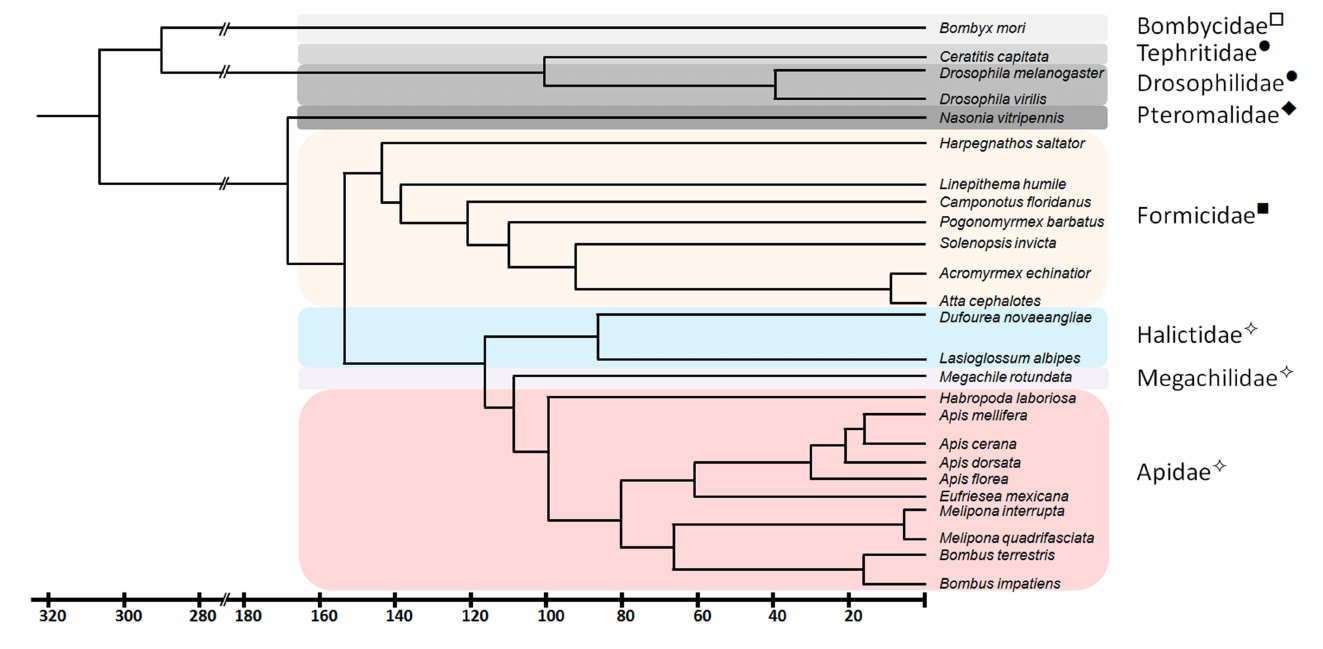 Bombyx mori
Bombycidae□
Ceratitis capitata
Tephritidae●
Drosophila melanogaster
Drosophilidae●
Drosophila virilis
Nasonia vitripennis
Pteromalidae◆
Harpegnathos saltator
Linepithema humile
Camponotus floridanus
Formicidae■
Pogonomyrmex barbatus
Solenopsis invicta
Acromyrmex echinatior
Atta cephalotes
Dufourea novaeangliae
Halictidae✧
Lasioglossum albipes
Megachile rotundata
Megachilidae✧
Habropoda laboriosa
Apis mellifera
Apis cerana
Apis dorsata
Apidae✧
Apis florea
Eufriesea mexicana
Melipona interrupta
Melipona quadrifasciata
Bombus terrestris
Bombus impatiens
320 300 280 180 160 140 120 100 80 60 40 20